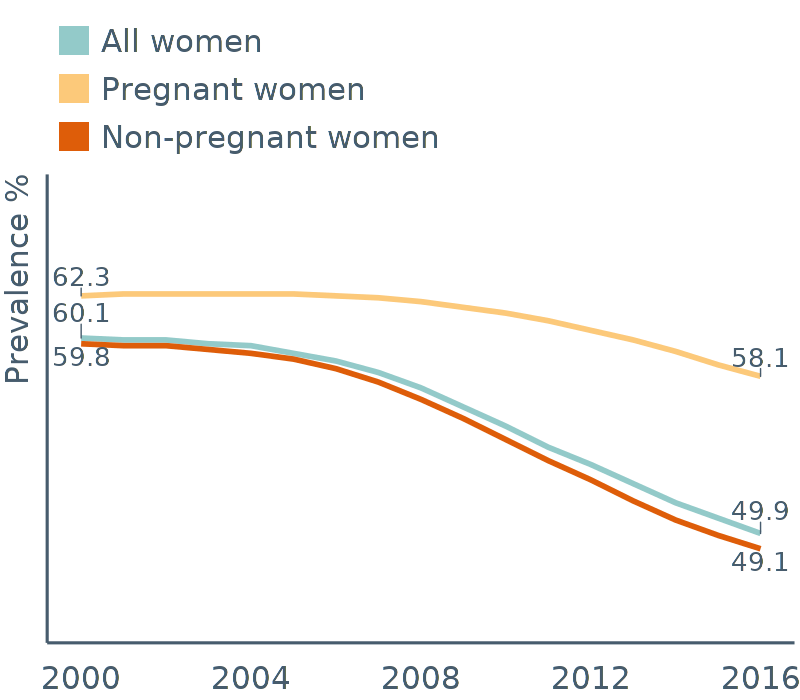 All women
Pregnant women
Non-pregnant women
Prevalence %
62.3
60.1
59.8
58.1
49.9
49.1
2000 2004 2008 2012 2016